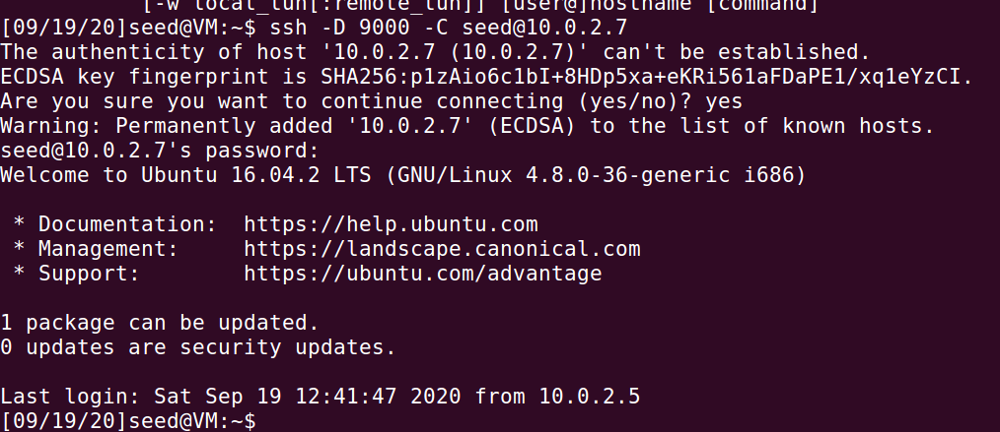 [-w local_tun[:remote_tun]] [user@]hostname [command]
[09/19/20]seed@VM:~$ ssh -D 9000 -C seed@10.0.2.7
The authenticity of host '10.0.2.7 (10.0.2.7)' can't be established.
ECDSA key fingerprint is SHA256:p1zAio6c1bI+8HDp5xa+eKRi561aFDaPE1/xq1eYzCI.
Are you sure you want to continue connecting (yes/no)? yes
Warning: Permanently added '10.0.2.7' (ECDSA) to the list of known hosts.
seed@10.0.2.7's password:
Welcome to Ubuntu 16.04.2 LTS (GNU/Linux 4.8.0-36-generic i686)
* Documentation: https://help.ubuntu.com
* Management: https://landscape.canonical.com
* Support: https://ubuntu.com/advantage
1 package can be updated.
0 updates are security updates.
Last login: Sat Sep 19 12:41:47 2020 from 10.0.2.5
[09/19/20]seed@VM:~$